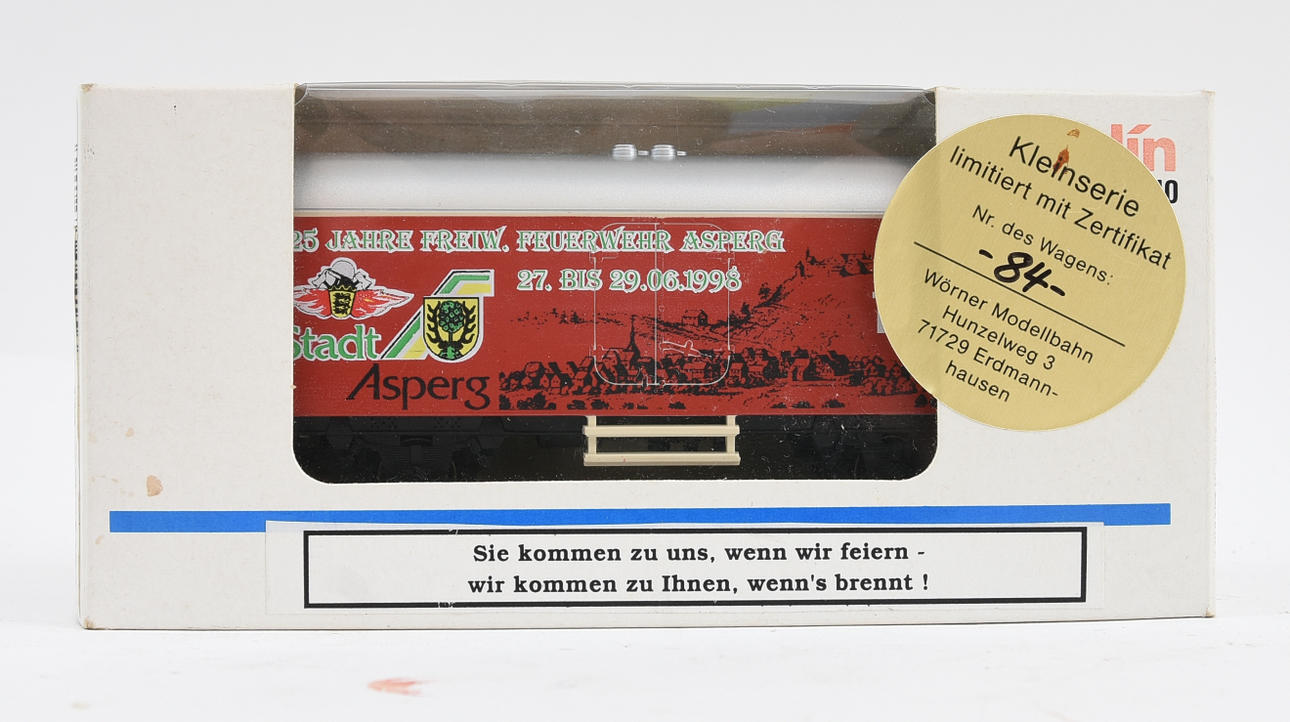 25 JAHRE FREIW. FEUERWEHR ASPERG
27. BIS 29.06.1998
Stadt
Asperg
lin
Kleinserie
limitiert mit Zertifikat
Nr. des Wagens:
-84-
Wörner Modellbahn
Hunzelweg 3
71729 Erdmann-
hausen
Sie kommen zu uns, wenn wir feiern -
wir kommen zu Ihnen, wenn's brennt !